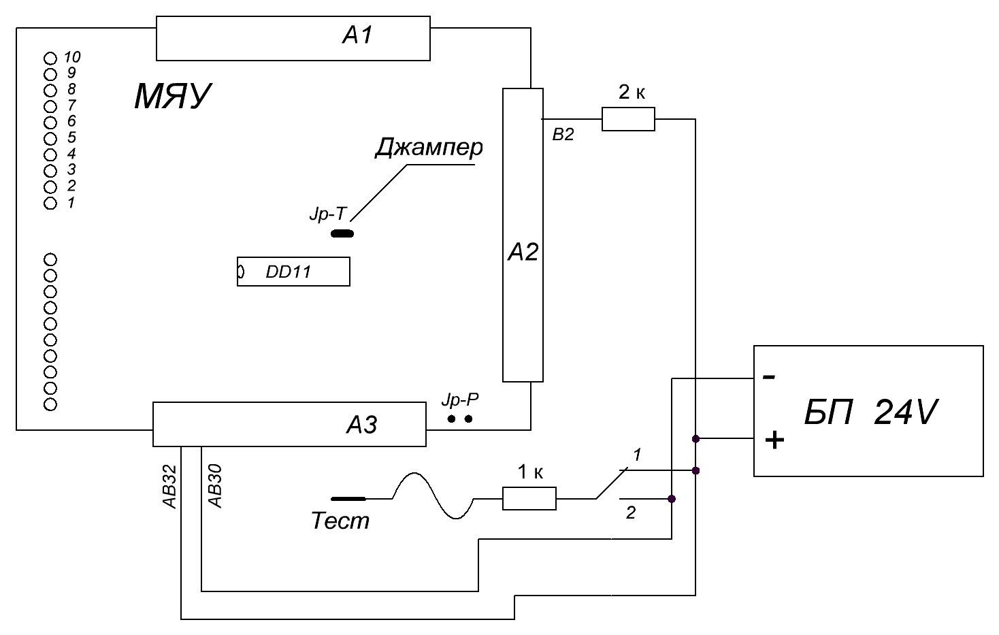 A1
10
9
8
7
6
5
4
3
2
1
МЯУ
2 к
B2
Джампер
Jp-T
A2
DD11
-
БП 24V
+
Jp-P
A3
AB32
AB30
1 к
1
2
Тест